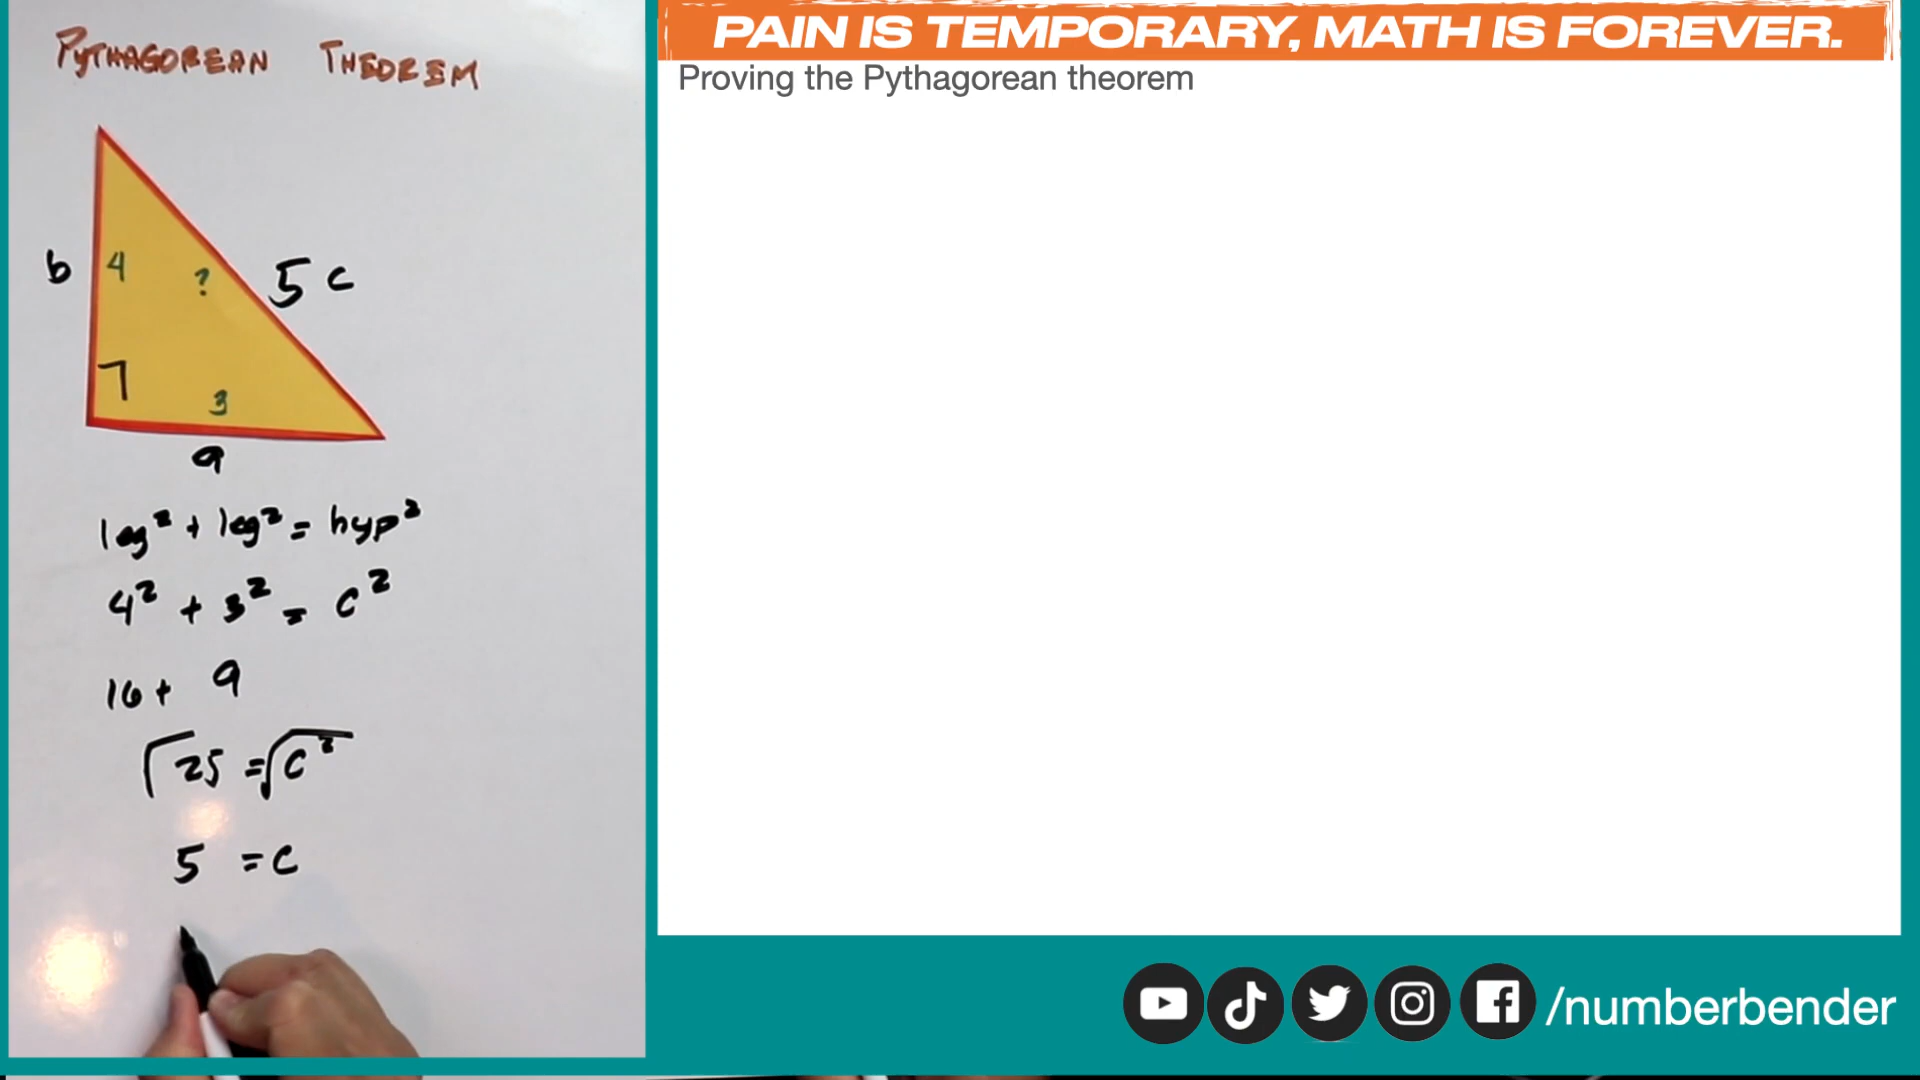 PYTHAGOREAN THEOREM
b 4 ? 5 c
3
a
leg² + leg² = hyp²
4² + 3² = c²
16 + 9
√25 = √c²
5 = c
PAIN IS TEMPORARY, MATH IS FOREVER.
Proving the Pythagorean theorem
/numberbender